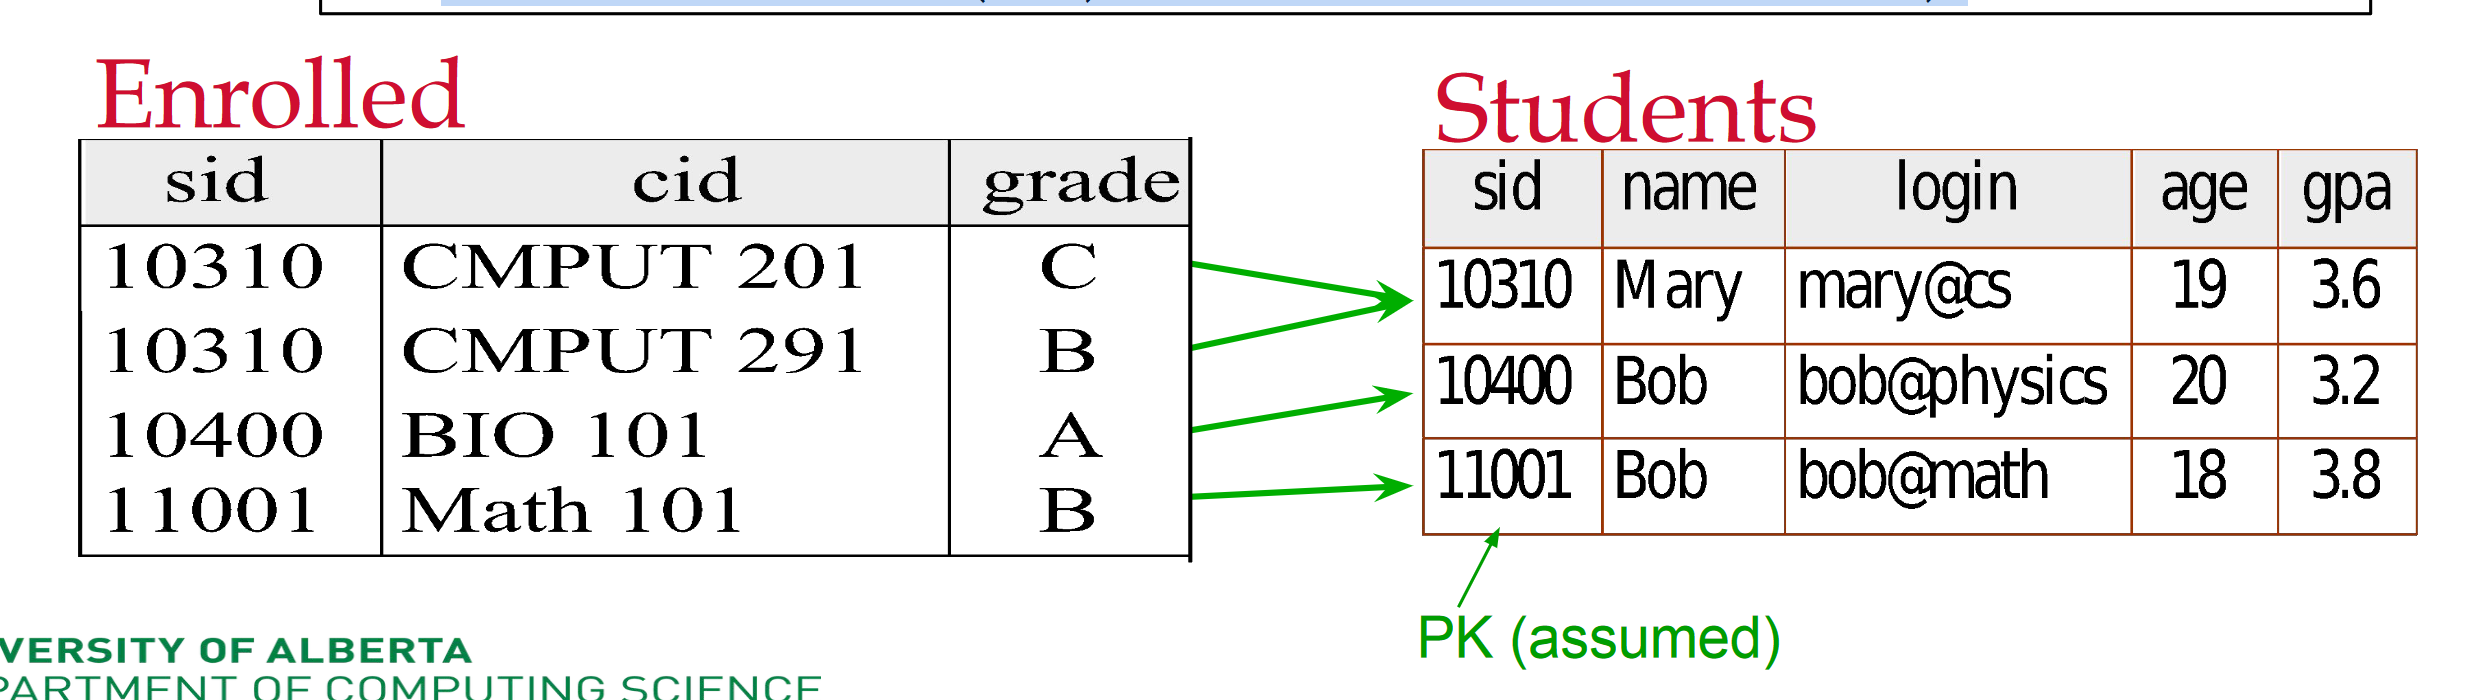 Enrolled
sid cid grade
10310 CMPUT 201 C
10310 CMPUT 291 B
10400 BIO 101 A
11001 Math 101 B
Students
sid name login age gpa
10310 Mary mary@cs 19 3.6
10400 Bob bob@physics 20 3.2
11001 Bob bob@math 18 3.8
PK (assumed)
VERSITY OF ALBERTA
PARTMENT OF COMPUTING SCIENCE